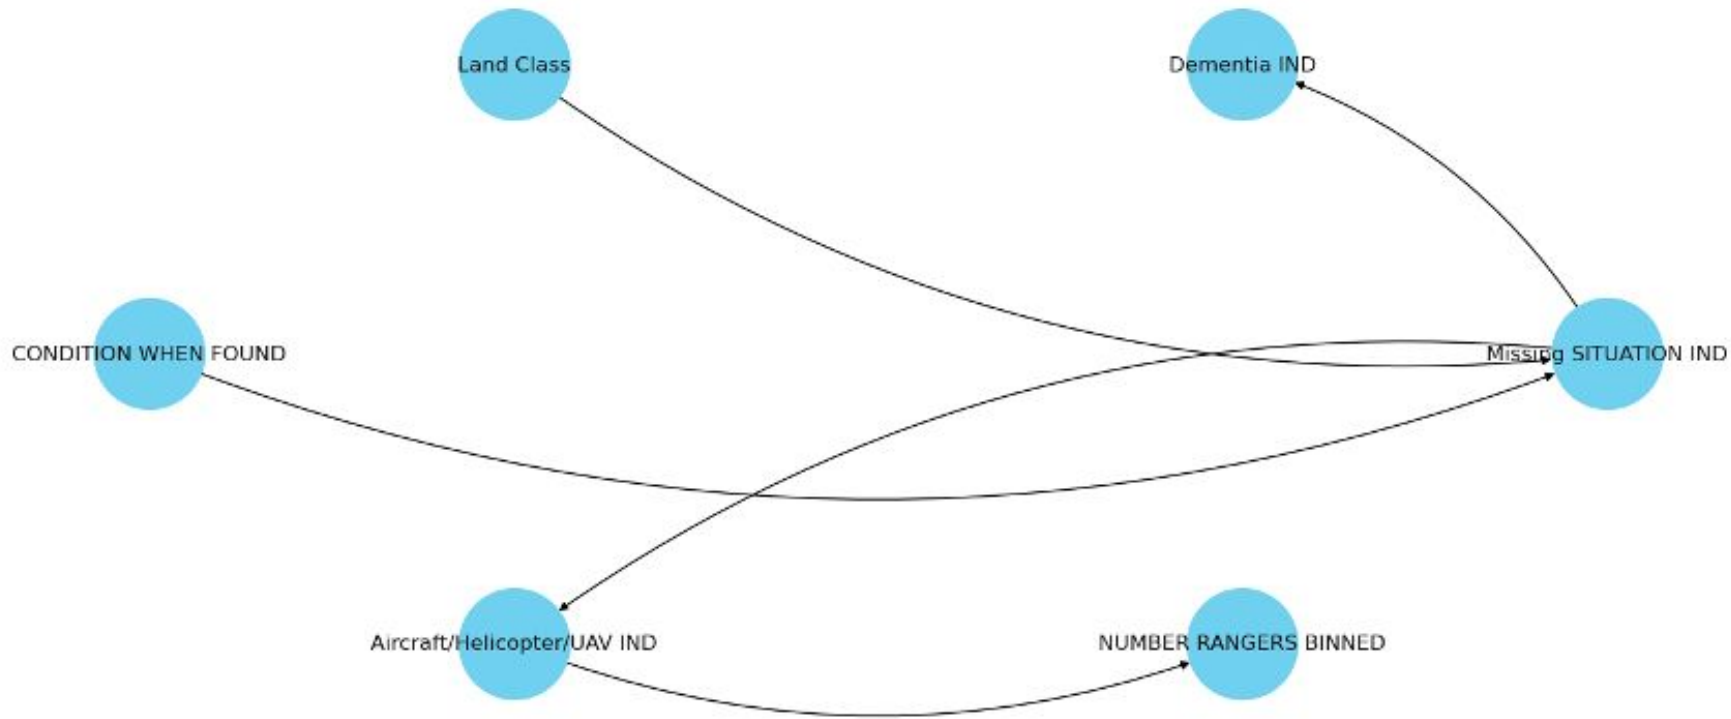 Land Class
Dementia IND
CONDITION WHEN FOUND
Missing SITUATION IND
Aircraft/Helicopter/UAV IND
NUMBER RANGERS BINNED